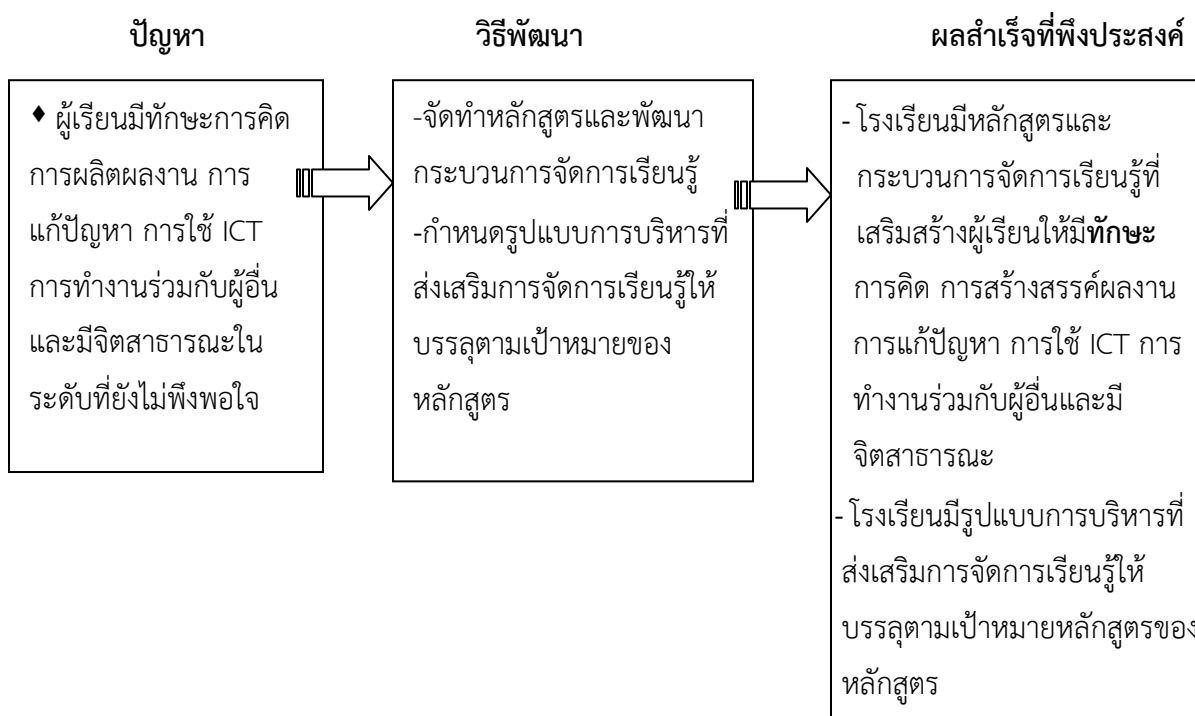 ปัญหา
วิธีพัฒนา
ผลสำเร็จที่พึงประสงค์
♦ ผู้เรียนมีทักษะการคิด
การผลิตผลงาน การ
แก้ปัญหา การใช้ ICT
การทำงานร่วมกับผู้อื่น
และมีจิตสาธารณะใน
ระดับที่ยังไม่พึงพอใจ
-จัดทำหลักสูตรและพัฒนา
กระบวนการจัดการเรียนรู้
-กำหนดรูปแบบการบริหารที่
ส่งเสริมการจัดการเรียนรู้ให้
บรรลุตามเป้าหมายของ
หลักสูตร
- โรงเรียนมีหลักสูตรและ
กระบวนการจัดการเรียนรู้ที่
เสริมสร้างผู้เรียนให้มีทักษะ
การคิด การสร้างสรรค์ผลงาน
การแก้ปัญหา การใช้ ICT การ
ทำงานร่วมกับผู้อื่นและมี
จิตสาธารณะ
- โรงเรียนมีรูปแบบการบริหารที่
ส่งเสริมการจัดการเรียนรู้ให้
บรรลุตามเป้าหมายหลักสูตรของ
หลักสูตร